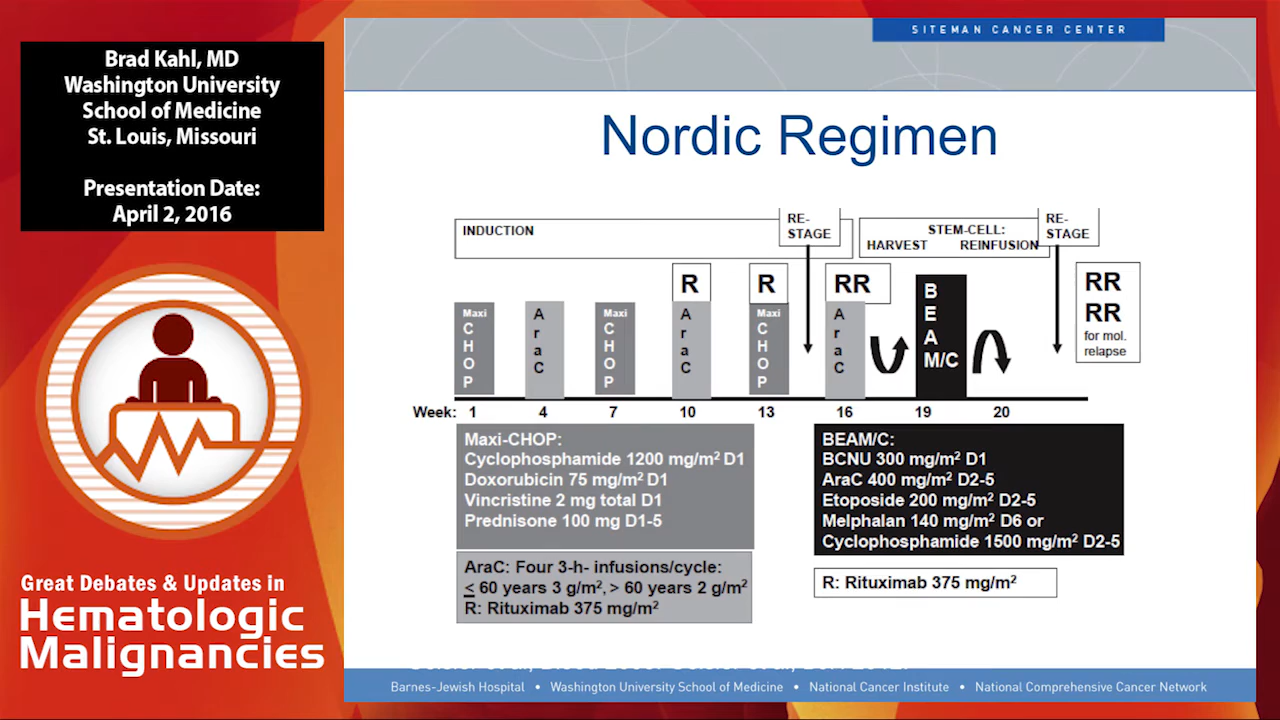 Brad Kahl, MD
Washington University
School of Medicine
St. Louis, Missouri
Presentation Date:
April 2, 2016
Great Debates & Updates in
Hematologic
Malignancies
SITEMAN CANCER CENTER
Nordic Regimen
INDUCTION
RE-
STAGE
STEM-CELL:
HARVEST REINFUSION
RE-
STAGE
R
R
RR
RR
RR
for mol.
relapse
Maxi
CHOP
AraC
Maxi
CHOP
AraC
Maxi
CHOP
AraC
BEAM/C
Week: 1 4 7 10 13 16 19 20
Maxi-CHOP:
Cyclophosphamide 1200 mg/m² D1
Doxorubicin 75 mg/m² D1
Vincristine 2 mg total D1
Prednisone 100 mg D1-5
AraC: Four 3-h- infusions/cycle:
≤ 60 years 3 g/m², > 60 years 2 g/m²
R: Rituximab 375 mg/m²
BEAM/C:
BCNU 300 mg/m² D1
AraC 400 mg/m² D2-5
Etoposide 200 mg/m² D2-5
Melphalan 140 mg/m² D6 or
Cyclophosphamide 1500 mg/m² D2-5
R: Rituximab 375 mg/m²
Barnes-Jewish Hospital • Washington University School of Medicine • National Cancer Institute • National Comprehensive Cancer Network